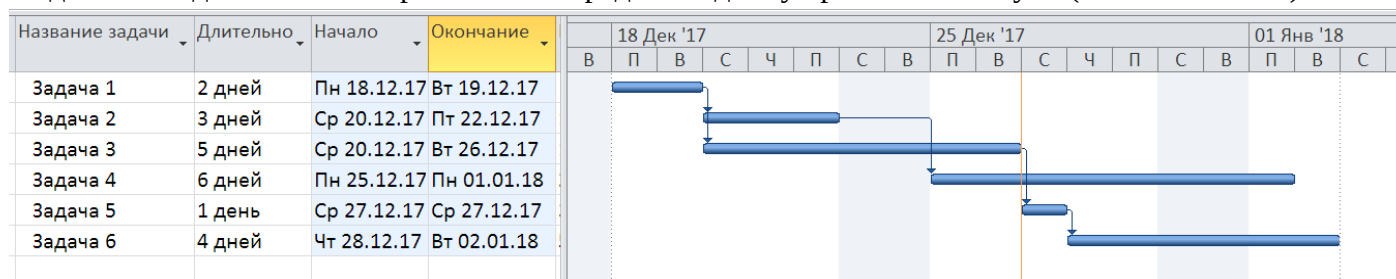 Название задачи Длительно Начало Окончание 18 Дек '17 25 Дек '17 01 Янв '18
В П В С Ч П С В П В С Ч П С В П В С
Задача 1 2 дней Пн 18.12.17 Вт 19.12.17
Задача 2 3 дней Ср 20.12.17 Пт 22.12.17
Задача 3 5 дней Ср 20.12.17 Вт 26.12.17
Задача 4 6 дней Пн 25.12.17 Пн 01.01.18
Задача 5 1 день Ср 27.12.17 Ср 27.12.17
Задача 6 4 дней Чт 28.12.17 Вт 02.01.18